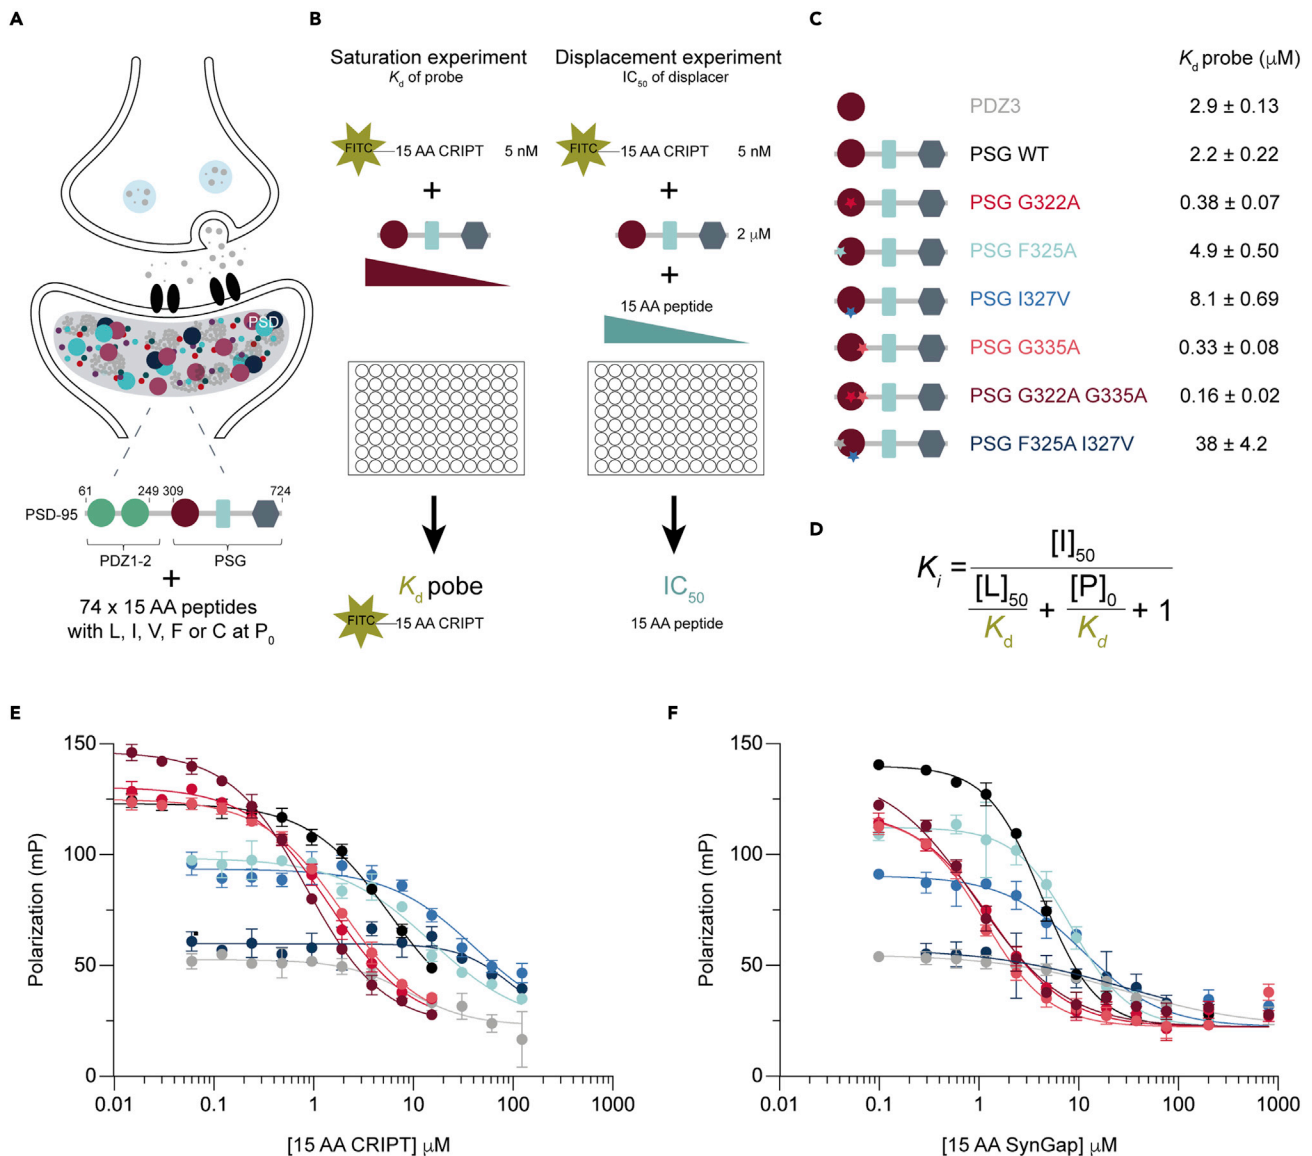 A
PSD
61
249
309
724
PSD-95
PDZ1-2
PSG
+
74 x 15 AA peptides
with L, I, V, F or C at P0
B
Saturation experiment
Kd of probe
FITC
15 AA CRIPT
5 nM
+
Kd pobe
FITC
15 AA CRIPT
Displacement experiment
IC50 of displacer
FITC
15 AA CRIPT
5 nM
+
2 µM
+
15 AA peptide
IC50
15 AA peptide
C
Kd probe (µM)
PDZ3 2.9 ± 0.13
PSG WT 2.2 ± 0.22
PSG G322A 0.38 ± 0.07
PSG F325A 4.9 ± 0.50
PSG I327V 8.1 ± 0.69
PSG G335A 0.33 ± 0.08
PSG G322A G335A 0.16 ± 0.02
PSG F325A I327V 38 ± 4.2
D
Ki = [I]50
[L]50 + [P]0 + 1
Kd Kd
E
Polarization (mP)
150
100
50
0
0.01 0.1 1 10 100 1000
[15 AA CRIPT] µM
F
Polarization (mP)
150
100
50
0
0.01 0.1 1 10 100 1000
[15 AA SynGap] µM